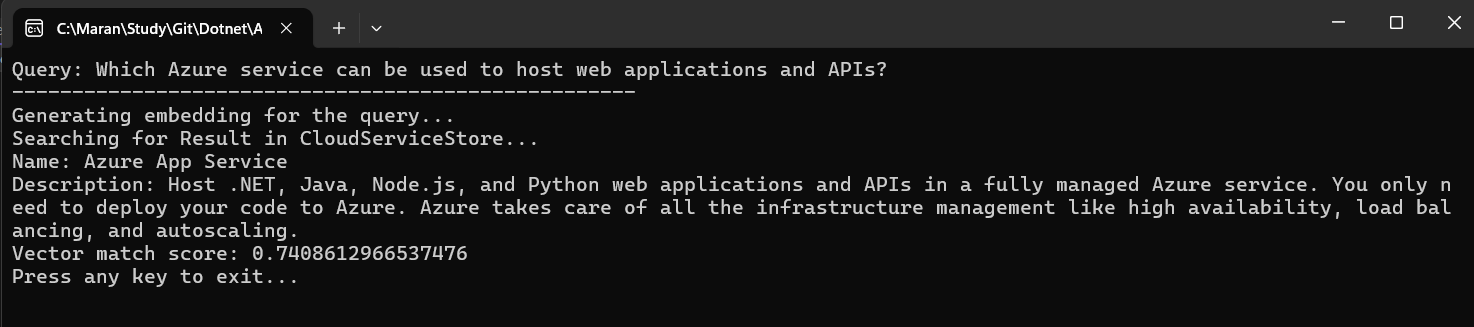 C:\Maran\Study\Git\Dotnet\A
Query: Which Azure service can be used to host web applications and APIs?
----------------------------------------------------
Generating embedding for the query...
Searching for Result in CloudServiceStore...
Name: Azure App Service
Description: Host .NET, Java, Node.js, and Python web applications and APIs in a fully managed Azure service. You only n
eed to deploy your code to Azure. Azure takes care of all the infrastructure management like high availability, load bal
ancing, and autoscaling.
Vector match score: 0.7408612966537476
Press any key to exit...